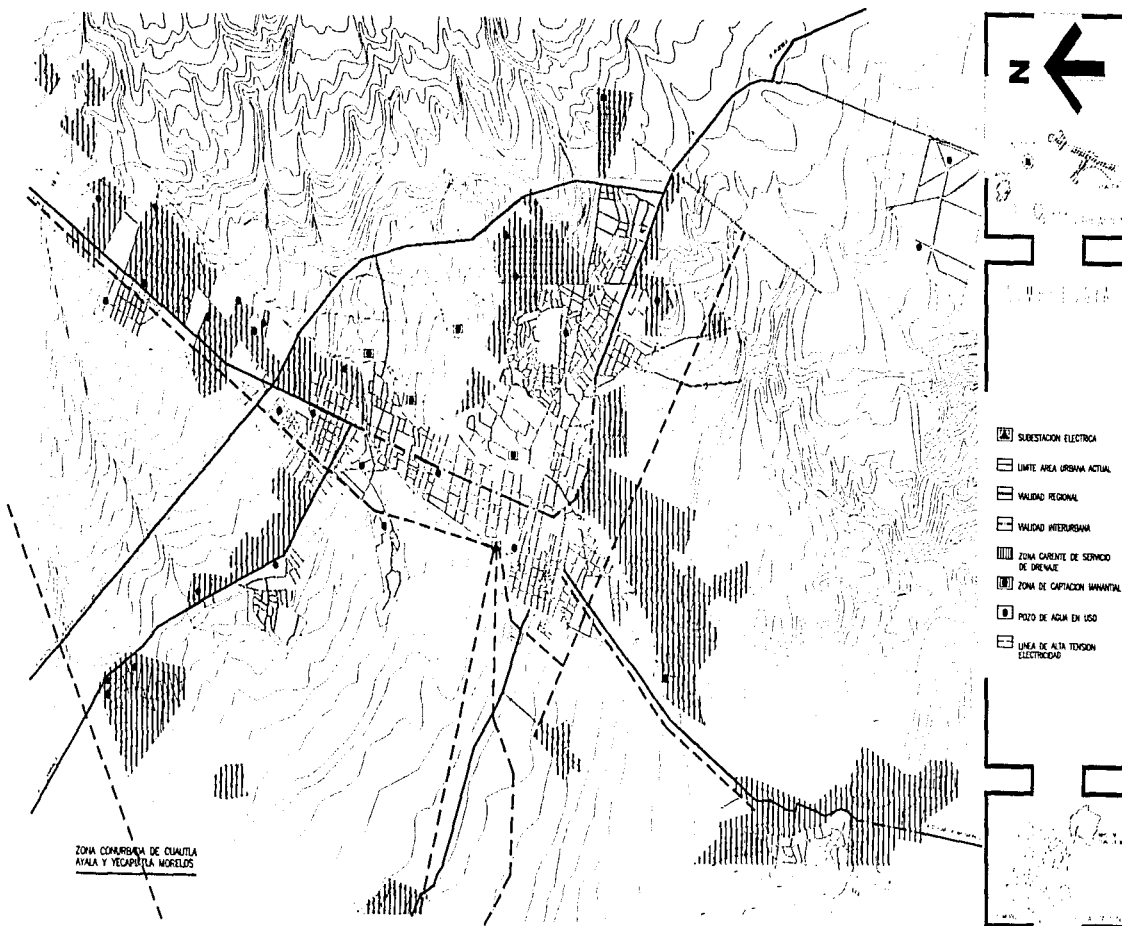 N
SUBESTACION ELECTRICA
LIMITE AREA URBANA ACTUAL
VIALIDAD REGIONAL
VIALIDAD INTERURBANA
ZONA CARENTE DE SERVICIO
DE DRENAJE
ZONA DE CAPTACION MANANTIAL
POZO DE AGUA EN USO
LINEA DE ALTA TENSION
ELECTRICIDAD
ZONA CONURBADA DE CUAUTLA
AYALA Y YECAPIXTLA MORELOS